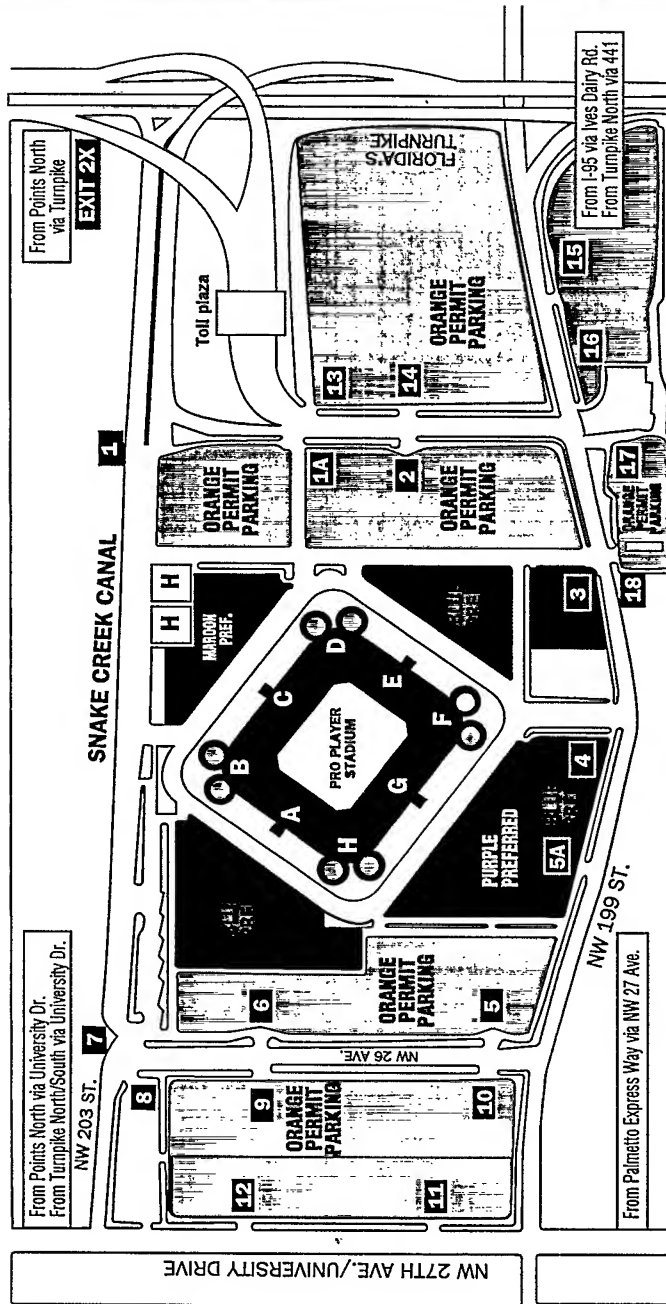 From Points North via University Dr.
From Turnpike North/South via University Dr.
NW 203 ST.
7
8
SNAKE CREEK CANAL
1
From Points North
via Turnpike
EXIT 2X
Toll plaza
H
H
MAROON
PREF.
ORANGE
PERMIT
PARKING
12
9
ORANGE
PERMIT
PARKING
11
10
NW 26 AVE.
6
ORANGE
PERMIT
PARKING
5
A
B
C
D
E
F
G
H
PRO PLAYER
STADIUM
PURPLE
PREFERRED
5A
4
1A
2
ORANGE
PERMIT
PARKING
13
14
ORANGE
PERMIT
PARKING
FLORIDA'S
TURNPIKE
3
18
17
ORANGE
PERMIT
PARKING
16
15
From I-95 via Ives Dairy Rd.
From Turnpike North via 441
NW 199 ST.
From Palmetto Express Way via NW 27 Ave.
NW 27TH AVE./UNIVERSITY DRIVE